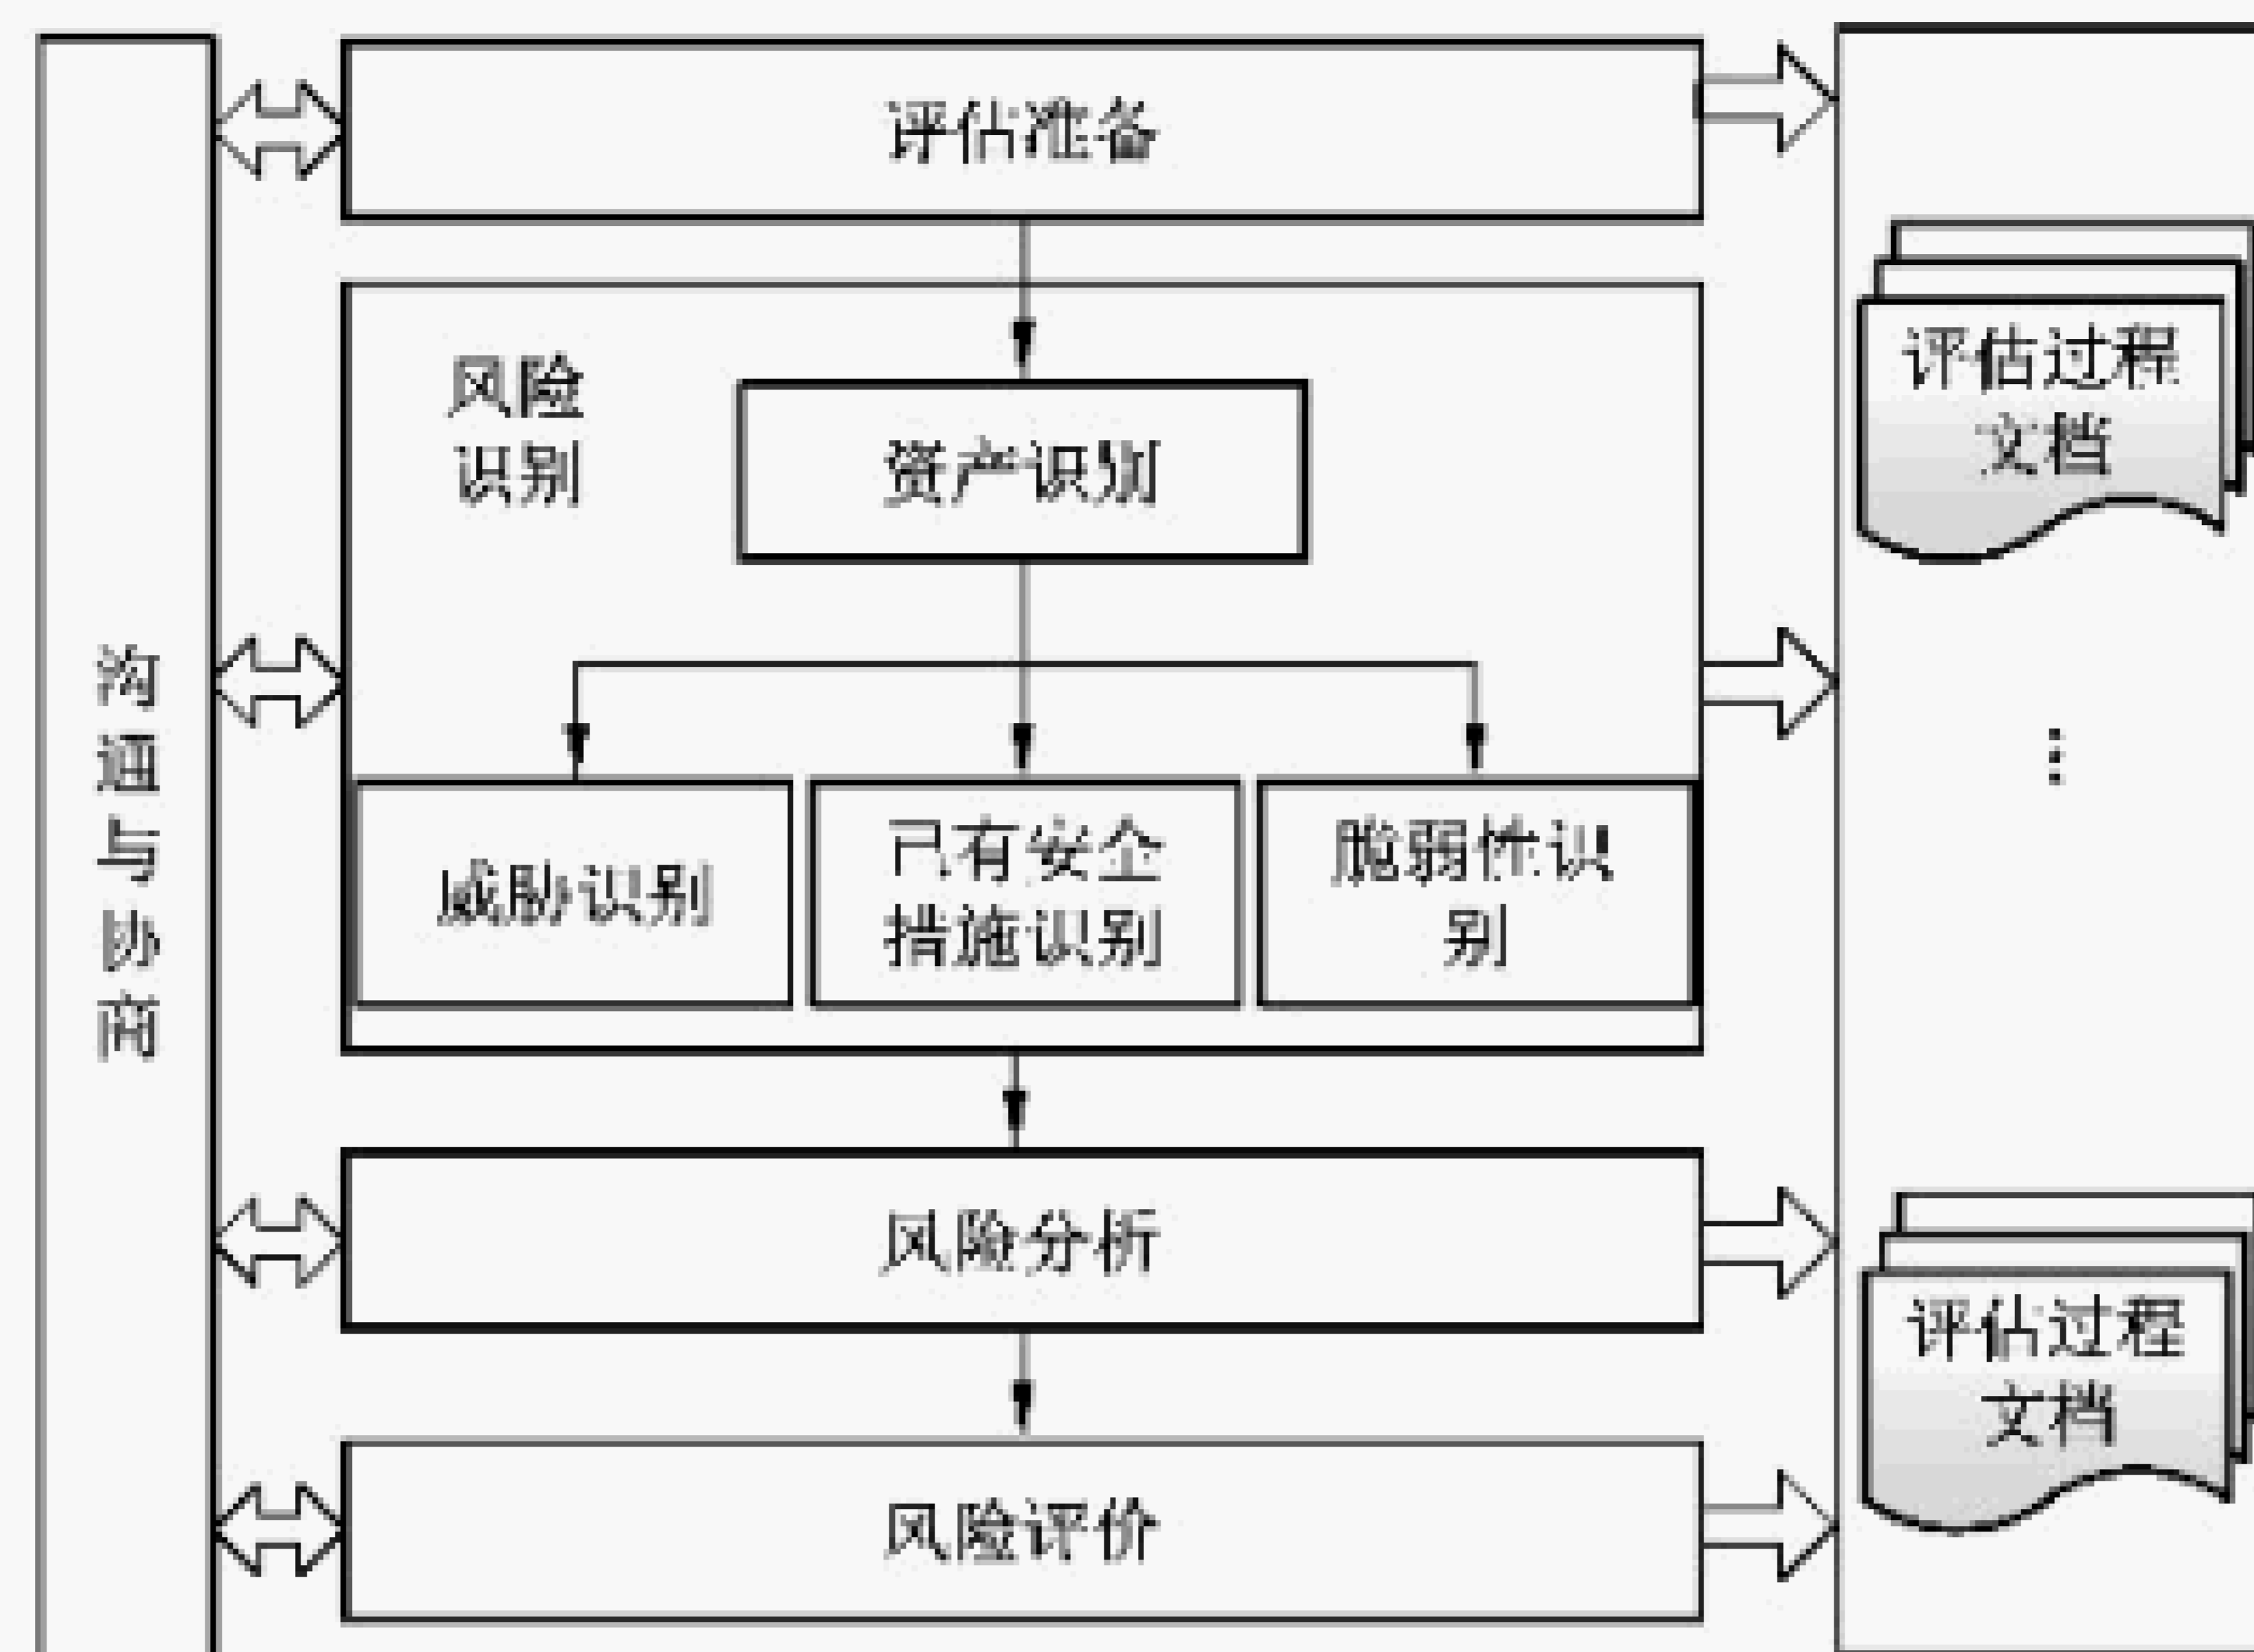 评估准备
风险
识别
资产识别
威胁识别
已有安全
措施识别
脆弱性识
别
风险分析
风险评价
沟
通
与
协
商
评估过程
文档
⋮
评估过程
文档